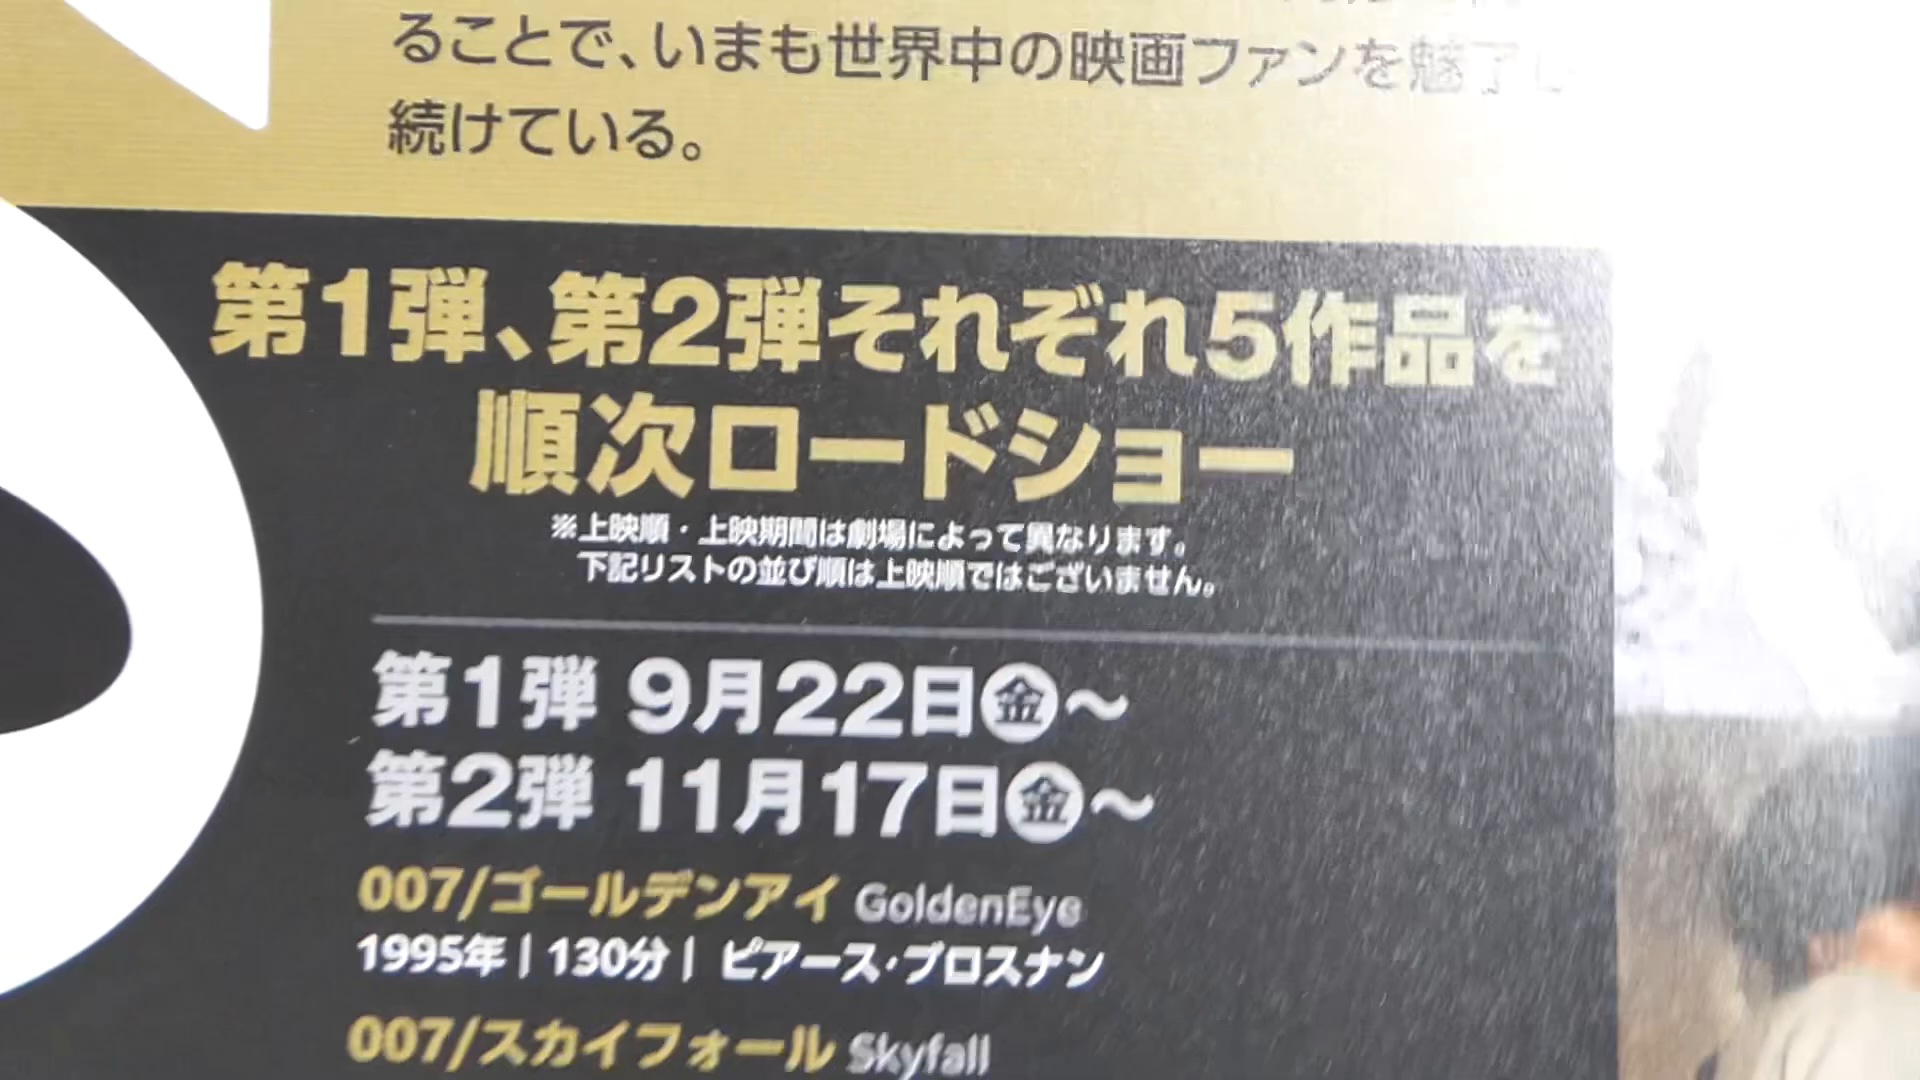 ることで、いまも世界中の映画ファンを魅了し
続けている。
第1弾、第2弾それぞれ5作品を
順次ロードショー
※上映順・上映期間は劇場によって異なります。
下記リストの並び順は上映順ではございません。
第1弾 9月22日㊎～
第2弾 11月17日㊎～
007/ゴールデンアイ GoldenEye
1995年 | 130分 | ピアース・ブロスナン
007/スカイフォール Skyfall